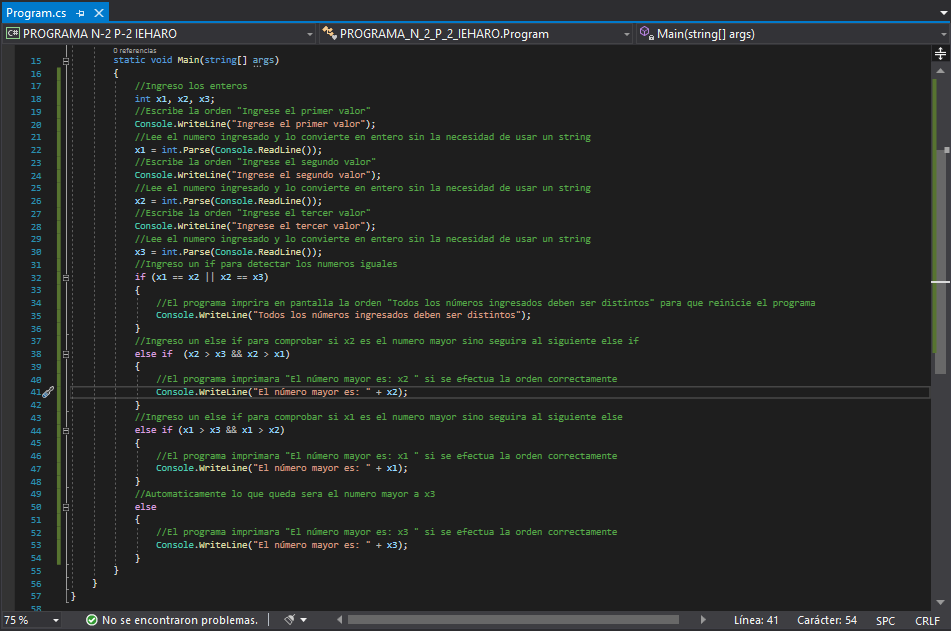 Program.cs
C# PROGRAMA N-2 P-2 IEHARO
PROGRAMA_N_2_P_2_IEHARO.Program
Main(string[] args)
0 referencias
15 static void Main(string[] args)
16 {
17 //Ingreso los enteros
18 int x1, x2, x3;
19 //Escribe la orden "Ingrese el primer valor"
20 Console.WriteLine("Ingrese el primer valor");
21 //Lee el numero ingresado y lo convierte en entero sin la necesidad de usar un string
22 x1 = int.Parse(Console.ReadLine());
23 //Escribe la orden "Ingrese el segundo valor"
24 Console.WriteLine("Ingrese el segundo valor");
25 //Lee el numero ingresado y lo convierte en entero sin la necesidad de usar un string
26 x2 = int.Parse(Console.ReadLine());
27 //Escribe la orden "Ingrese el tercer valor"
28 Console.WriteLine("Ingrese el tercer valor");
29 //Lee el numero ingresado y lo convierte en entero sin la necesidad de usar un string
30 x3 = int.Parse(Console.ReadLine());
31 //Ingreso un if para detectar los numeros iguales
32 if (x1 == x2 || x2 == x3)
33 {
34 //El programa imprira en pantalla la orden "Todos los números ingresados deben ser distintos" para que reinicie el programa
35 Console.WriteLine("Todos los números ingresados deben ser distintos");
36 }
37 //Ingreso un else if para comprobar si x2 es el numero mayor sino seguira al siguiente else if
38 else if  (x2 > x3 && x2 > x1)
39 {
40 //El programa imprimara "El número mayor es: x2 " si se efectua la orden correctamente
41 Console.WriteLine("El número mayor es: " + x2);
42 }
43 //Ingreso un else if para comprobar si x1 es el numero mayor sino seguira al siguiente else
44 else if (x1 > x3 && x1 > x2)
45 {
46 //El programa imprimara "El número mayor es: x1 " si se efectua la orden correctamente
47 Console.WriteLine("El número mayor es: " + x1);
48 }
49 //Automaticamente lo que queda sera el numero mayor a x3
50 else
51 {
52 //El programa imprimara "El número mayor es: x3 " si se efectua la orden correctamente
53 Console.WriteLine("El número mayor es: " + x3);
54 }
55 }
56 }
57 }
58
75 % No se encontraron problemas. Línea: 41 Carácter: 54 SPC CRLF